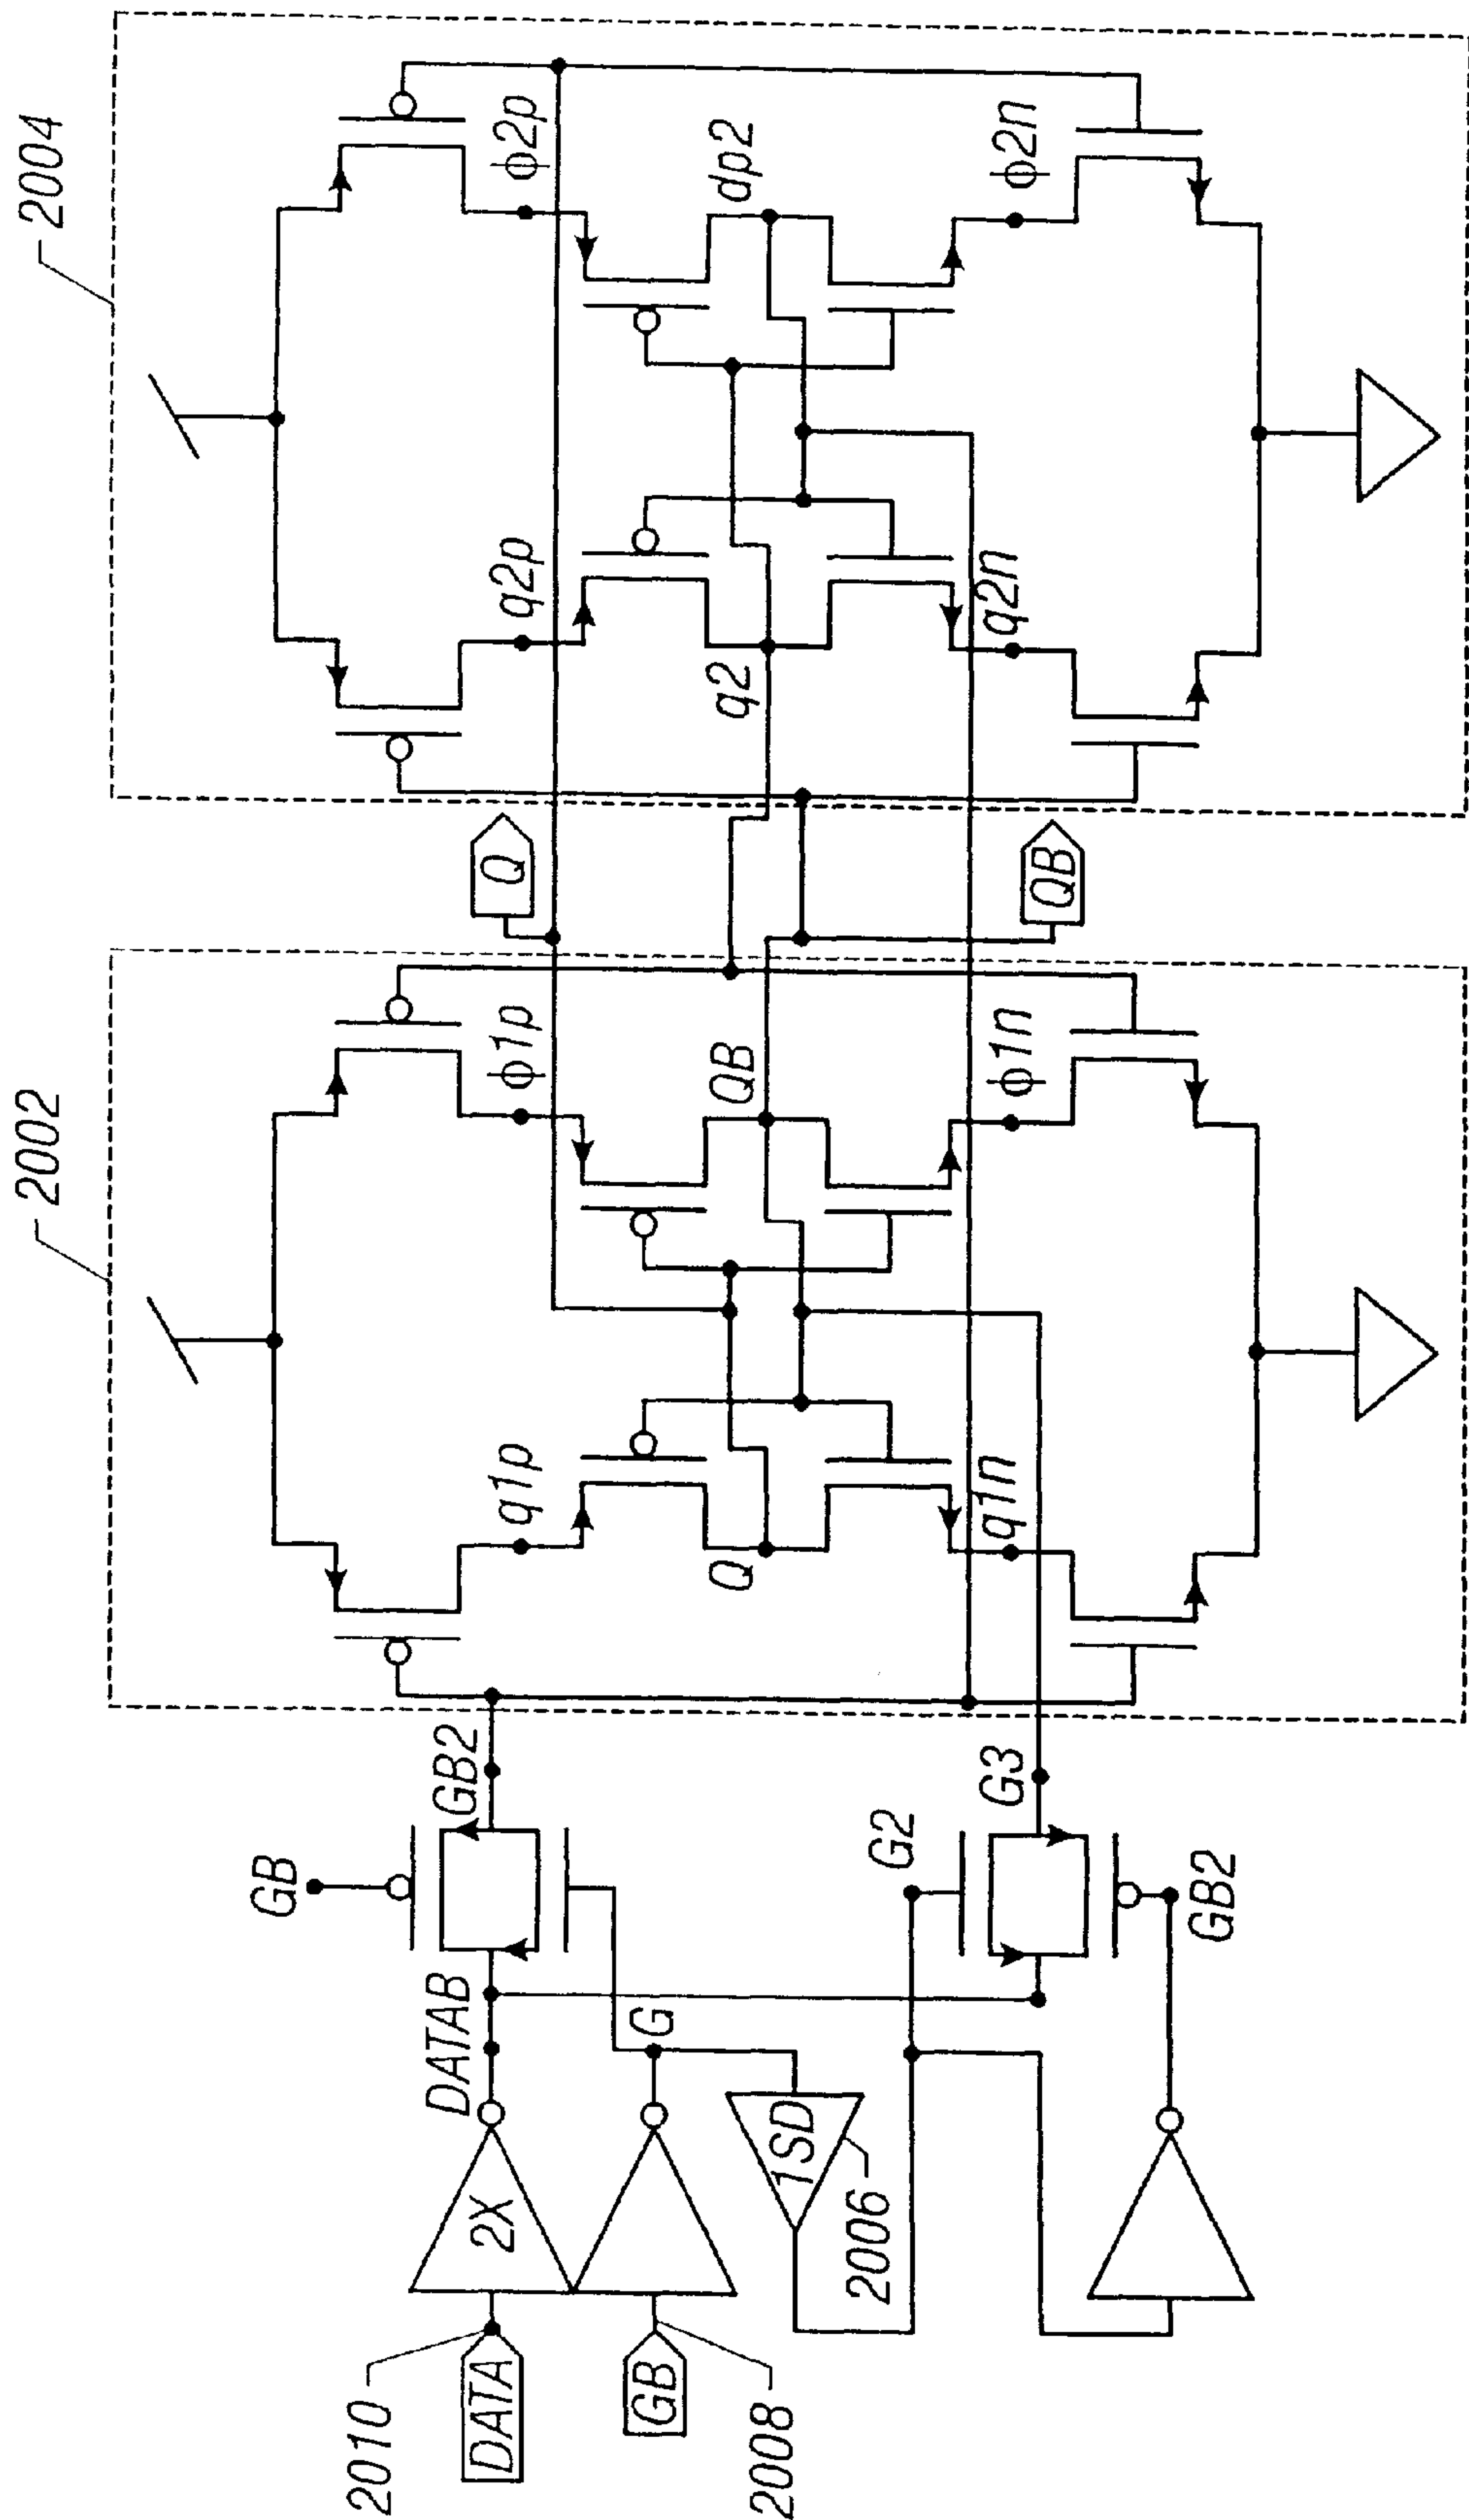 2002
2004
GB
2010
DATA
2X
DATAB
GB2
q1p
ϕ1p
Q
q2p
ϕ2p
GB
G
Q
QB
q2
dp2
2008
1SD
2006
G2
G3
q1n
ϕ1n
QB
q2n
ϕ2n
GB2